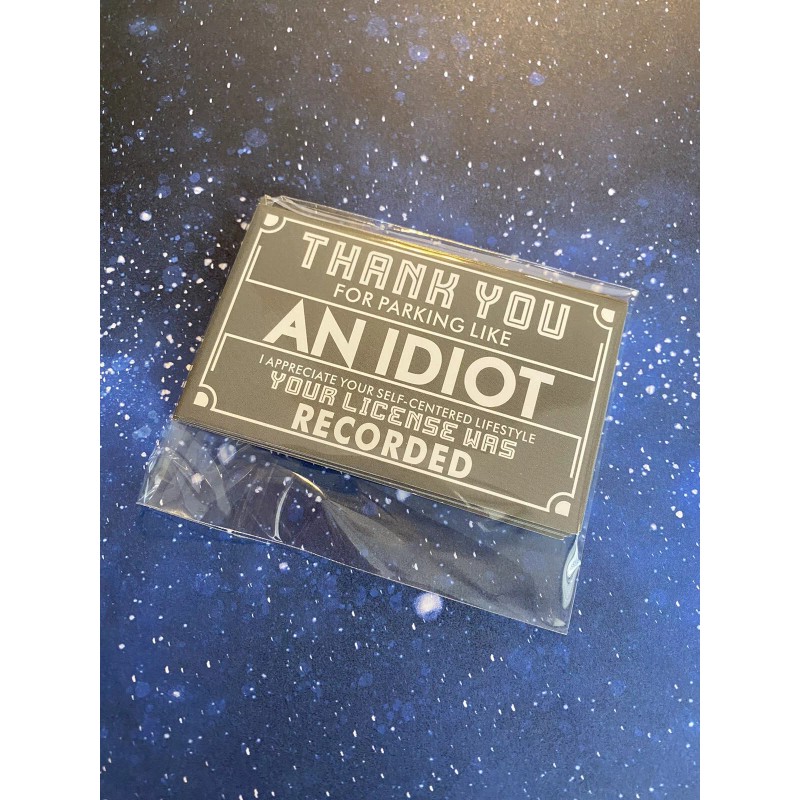 THANK YOU
FOR PARKING LIKE
AN IDIOT
I APPRECIATE YOUR SELF-CENTERED LIFESTYLE
YOUR LICENSE WAS
RECORDED